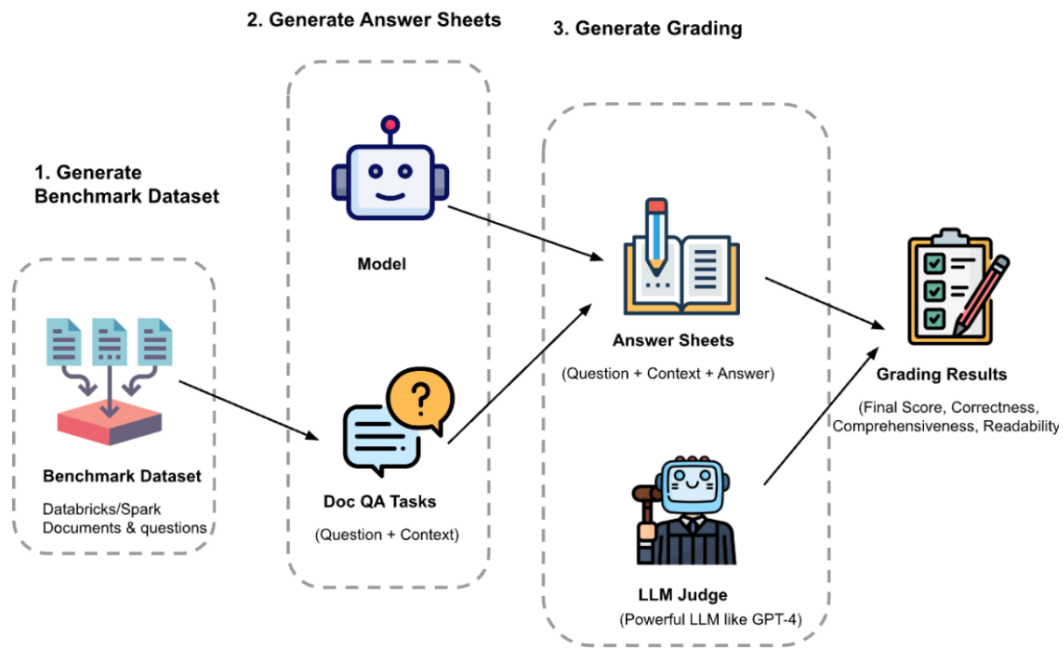 2. Generate Answer Sheets
3. Generate Grading
1. Generate
Benchmark Dataset
Model
Benchmark Dataset
Databricks/Spark
Documents & questions
?
Doc QA Tasks
(Question + Context)
Answer Sheets
(Question + Context + Answer)
LLM Judge
(Powerful LLM like GPT-4)
Grading Results
(Final Score, Correctness,
Comprehensiveness, Readability